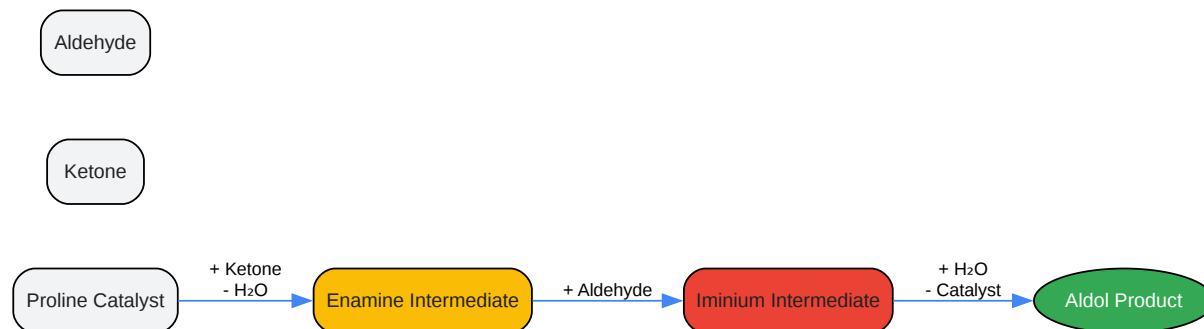 Aldehyde
Ketone
Proline Catalyst
+ Ketone
- H₂O
Enamine Intermediate
+ Aldehyde
Iminium Intermediate
+ H₂O
- Catalyst
Aldol Product